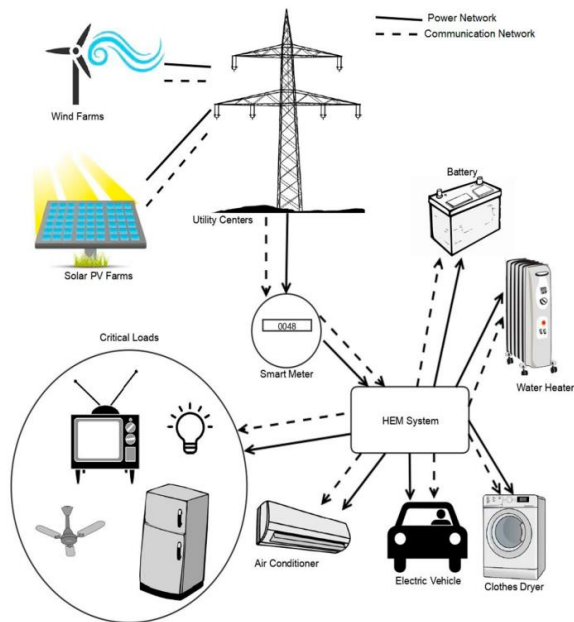 Power Network
Communication Network
Wind Farms
Battery
Utility Centers
Solar PV Farms
0048
Critical Loads
Smart Meter
Water Heater
HEM System
Air Conditioner
Electric Vehicle
Clothes Dryer